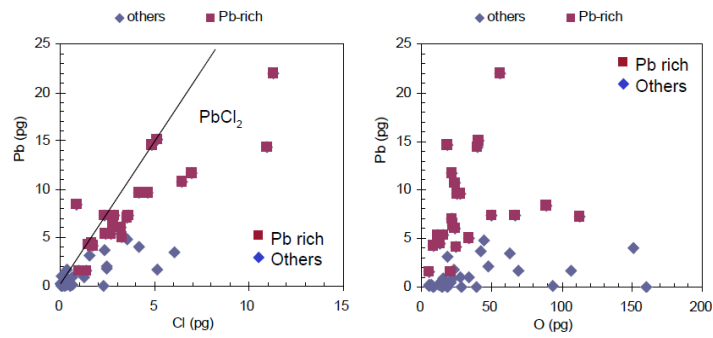 others Pb-rich
25
20
15
10
5
0
Pb (pg)
PbCl2
Pb rich
Others
0 5 10 15
Cl (pg)
others Pb-rich
25
20
15
10
5
0
Pb (pg)
Pb rich
Others
0 50 100 150 200
O (pg)